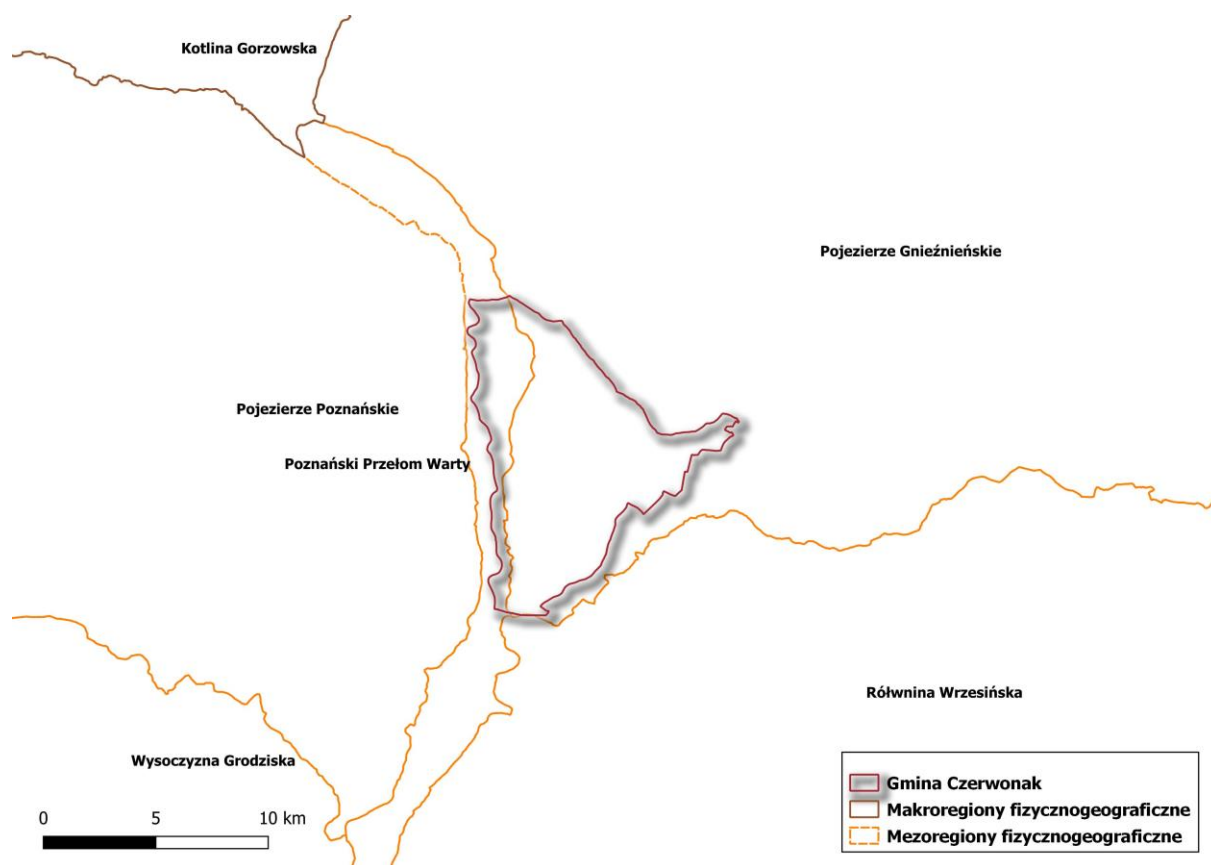 Kotlina Gorzowska
Pojezierze Gnieźnieńskie
Pojezierze Poznańskie
Poznański Przełom Warty
Rółwnina Wrzesińska
Wysoczyzna Grodziska
0 5 10 km
Gmina Czerwonak
Makroregiony fizycznogeograficzne
Mezoregiony fizycznogeograficzne